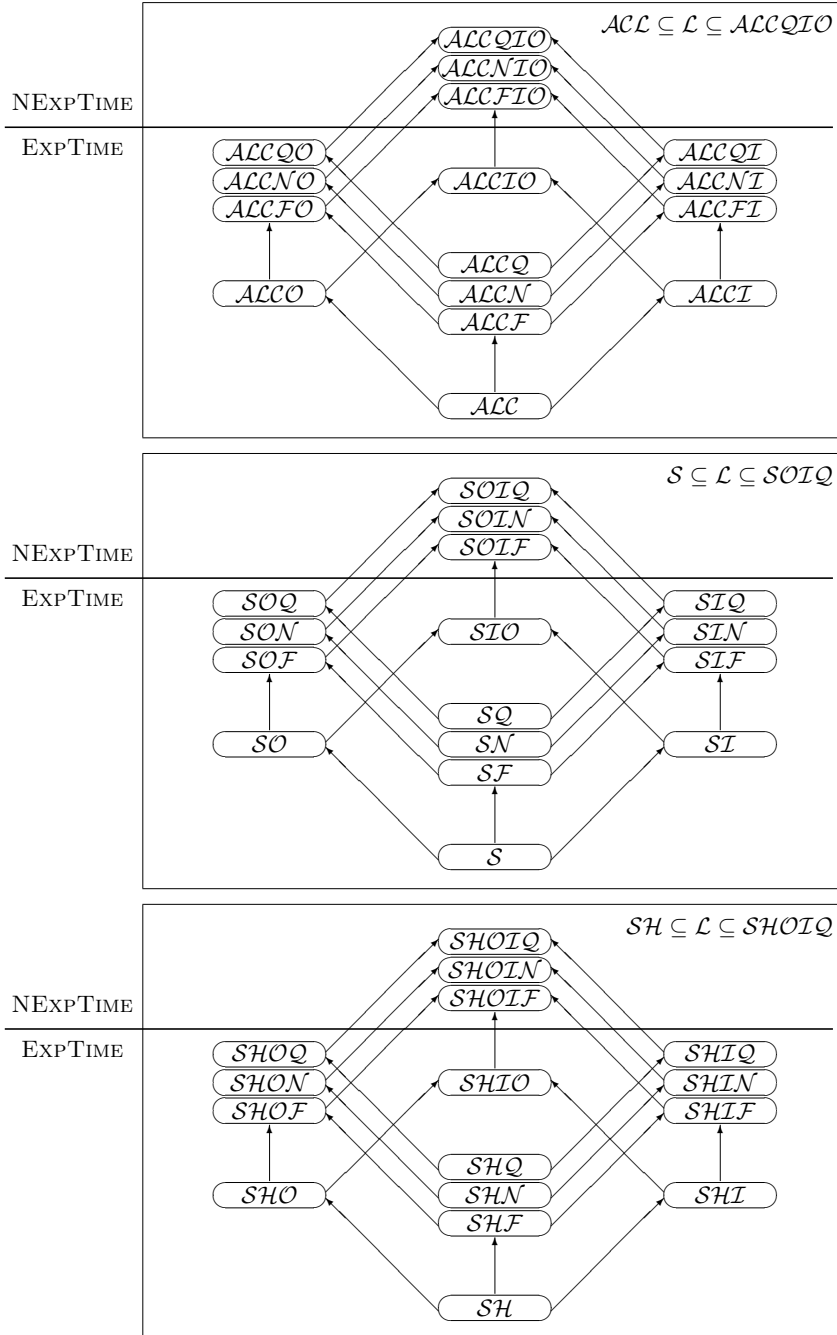 ACL ⊆ L ⊆ ALCQIO
ALCQIO
ALCNIO
ALCFIO
NEXPTIME
EXPTIME
ALCQO
ALCNO
ALCFO
ALCIO
ALCQI
ALCNI
ALCFI
ALCQ
ALCN
ALCF
ALCO
ALCI
ALC
S ⊆ L ⊆ SOIQ
SOIQ
SOIN
SOIF
NEXPTIME
EXPTIME
SOQ
SON
SOF
SIO
SIQ
SIN
SIF
SQ
SN
SF
SO
SI
S
SH ⊆ L ⊆ SHOIQ
SHOIQ
SHOIN
SHOIF
NEXPTIME
EXPTIME
SHOQ
SHON
SHOF
SHIO
SHIQ
SHIN
SHIF
SHQ
SHN
SHF
SHO
SHI
SH